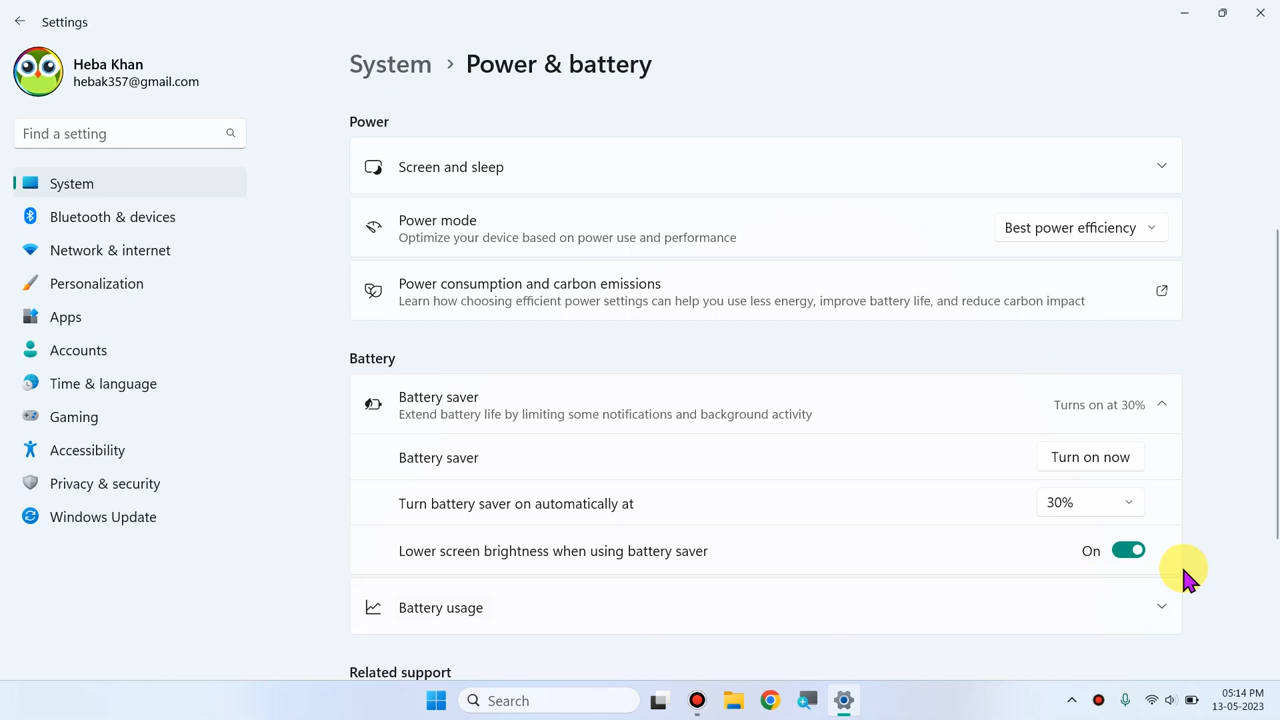 Settings
Heba Khan
hebak357@gmail.com
Find a setting
System
Bluetooth & devices
Network & internet
Personalization
Apps
Accounts
Time & language
Gaming
Accessibility
Privacy & security
Windows Update
System > Power & battery
Power
Screen and sleep
Power mode
Optimize your device based on power use and performance
Best power efficiency
Power consumption and carbon emissions
Learn how choosing efficient power settings can help you use less energy, improve battery life, and reduce carbon impact
Battery
Battery saver
Extend battery life by limiting some notifications and background activity
Turns on at 30%
Battery saver
Turn on now
Turn battery saver on automatically at
30%
Lower screen brightness when using battery saver
On
Battery usage
Related support
Search
05:14 PM
13-05-2023